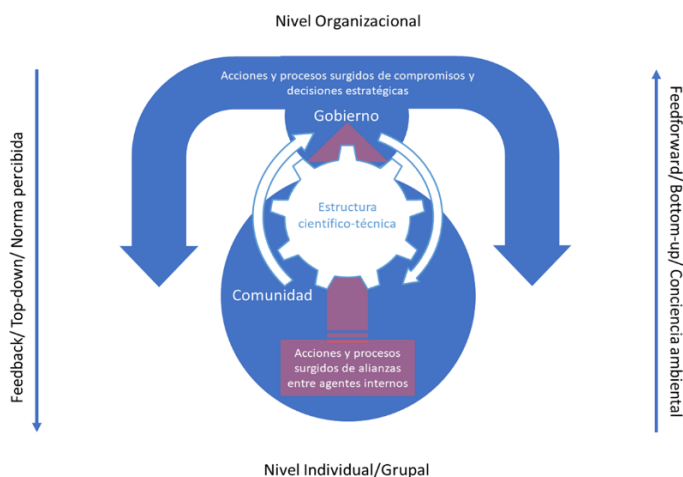 Nivel Organizacional
Acciones y procesos surgidos de compromisos y
decisiones estratégicas
Gobierno
Feedback/ Top-down/ Norma percibida
Feedforward/ Bottom-up/ Conciencia ambiental
Estructura
científico-técnica
Comunidad
Acciones y procesos
surgidos de alianzas
entre agentes internos
Nivel Individual/Grupal